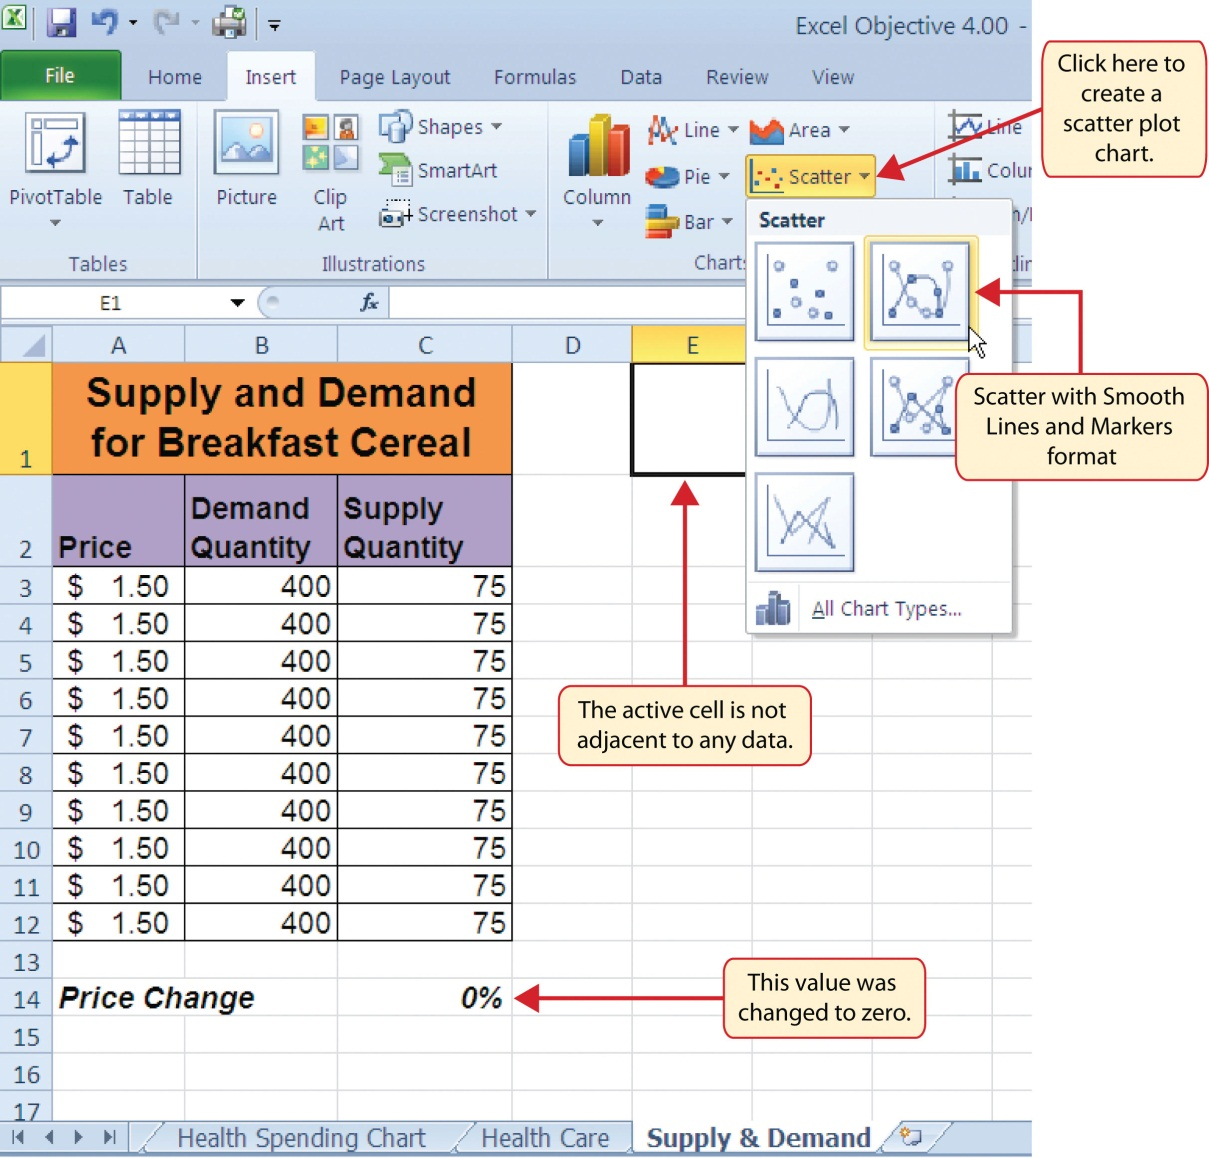 Excel Objective 4.00 -
File Home Insert Page Layout Formulas Data Review View
Click here to
create a
scatter plot
chart.
PivotTable
Table
Picture
Clip
Art
Shapes
SmartArt
Screenshot
Column
Line
Pie
Bar
Area
Scatter
Line
Colu
Tables
Illustrations
Chart
Scatter
All Chart Types...
Scatter with Smooth
Lines and Markers
format
E1 fx
A B C D E
1 Supply and Demand
for Breakfast Cereal
2 Price Demand Quantity Supply Quantity
3 $ 1.50 400 75
4 $ 1.50 400 75
5 $ 1.50 400 75
6 $ 1.50 400 75
7 $ 1.50 400 75
8 $ 1.50 400 75
9 $ 1.50 400 75
10 $ 1.50 400 75
11 $ 1.50 400 75
12 $ 1.50 400 75
13
14 Price Change 0%
15
16
17
The active cell is not
adjacent to any data.
This value was
changed to zero.
Health Spending Chart Health Care Supply & Demand